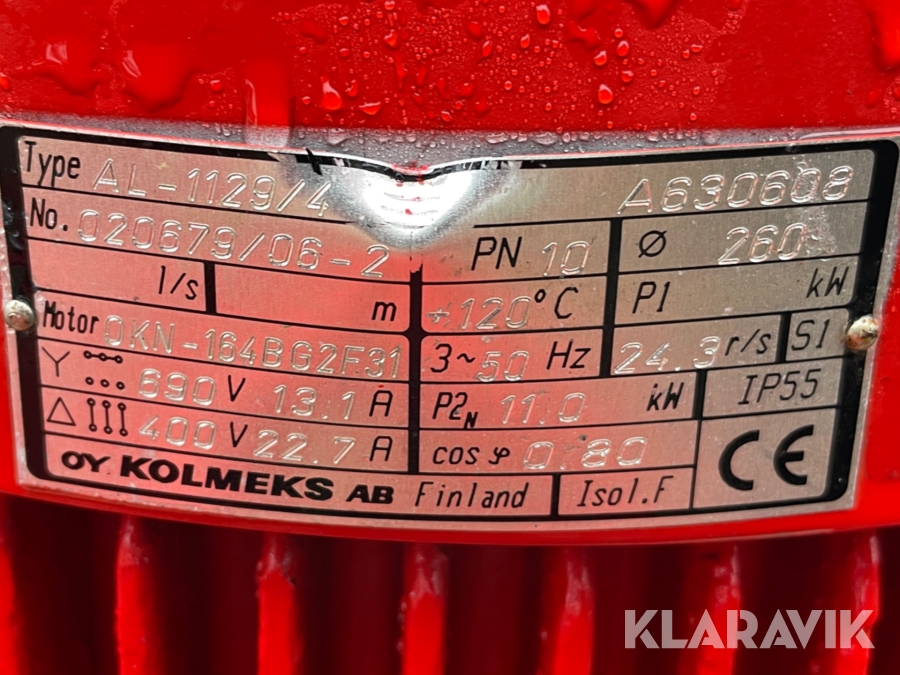 Type AL-1129/4 A630608
No. 020679/06-2 PN 10 Ø 260
l/s m +120°C P1 kW
Motor OKN-164BG2F31 3~50 Hz 24.3 r/s S1
Y 690 V 13.1 A P2N 11.0 kW IP55
Δ 400 V 22.7 A cos φ 0.80 CE
OY. KOLMEKS AB Finland Isol.F
KLARAVIK